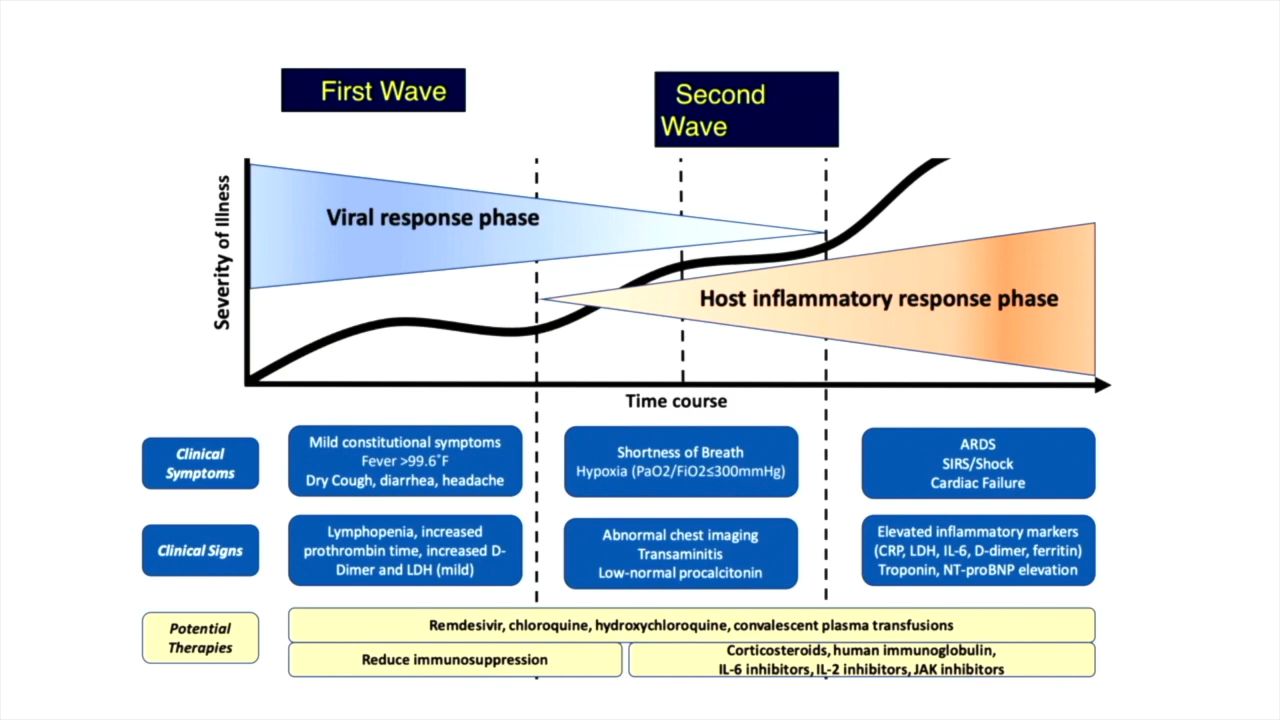 First Wave
Second
Wave
Severity of Illness
Viral response phase
Host inflammatory response phase
Time course
Clinical
Symptoms
Mild constitutional symptoms
Fever >99.6˚F
Dry Cough, diarrhea, headache
Shortness of Breath
Hypoxia (PaO2/FiO2≤300mmHg)
ARDS
SIRS/Shock
Cardiac Failure
Clinical Signs
Lymphopenia, increased
prothrombin time, increased D-
Dimer and LDH (mild)
Abnormal chest imaging
Transaminitis
Low-normal procalcitonin
Elevated inflammatory markers
(CRP, LDH, IL-6, D-dimer, ferritin)
Troponin, NT-proBNP elevation
Potential
Therapies
Remdesivir, chloroquine, hydroxychloroquine, convalescent plasma transfusions
Reduce immunosuppression
Corticosteroids, human immunoglobulin,
IL-6 inhibitors, IL-2 inhibitors, JAK inhibitors